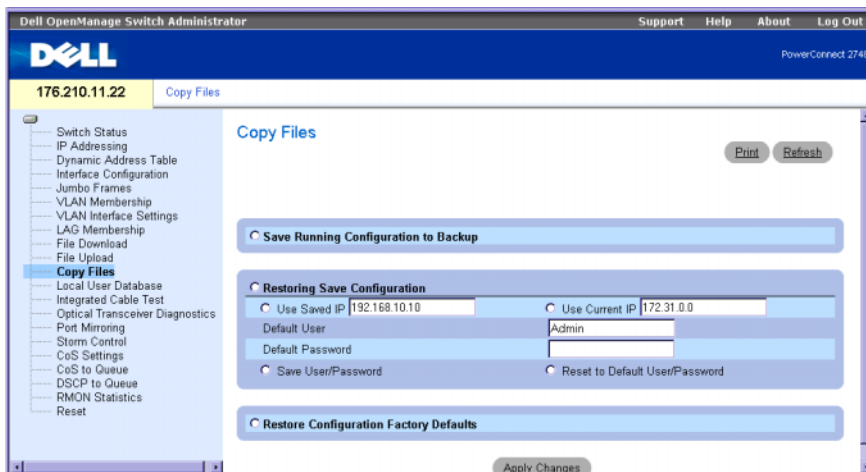 Dell OpenManage Switch Administrator Support Help About Log Out
DELL
PowerConnect 2748
176.210.11.22 Copy Files
Switch Status
IP Addressing
Dynamic Address Table
Interface Configuration
Jumbo Frames
VLAN Membership
VLAN Interface Settings
LAG Membership
File Download
File Upload
Copy Files
Local User Database
Integrated Cable Test
Optical Transceiver Diagnostics
Port Mirroring
Storm Control
CoS Settings
CoS to Queue
DSCP to Queue
RMON Statistics
Reset
Copy Files
Print Refresh
Save Running Configuration to Backup
Restoring Save Configuration
Use Saved IP 192.168.10.10 Use Current IP 172.31.0.0
Default User Admin
Default Password
Save User/Password Reset to Default User/Password
Restore Configuration Factory Defaults
Apply Changes